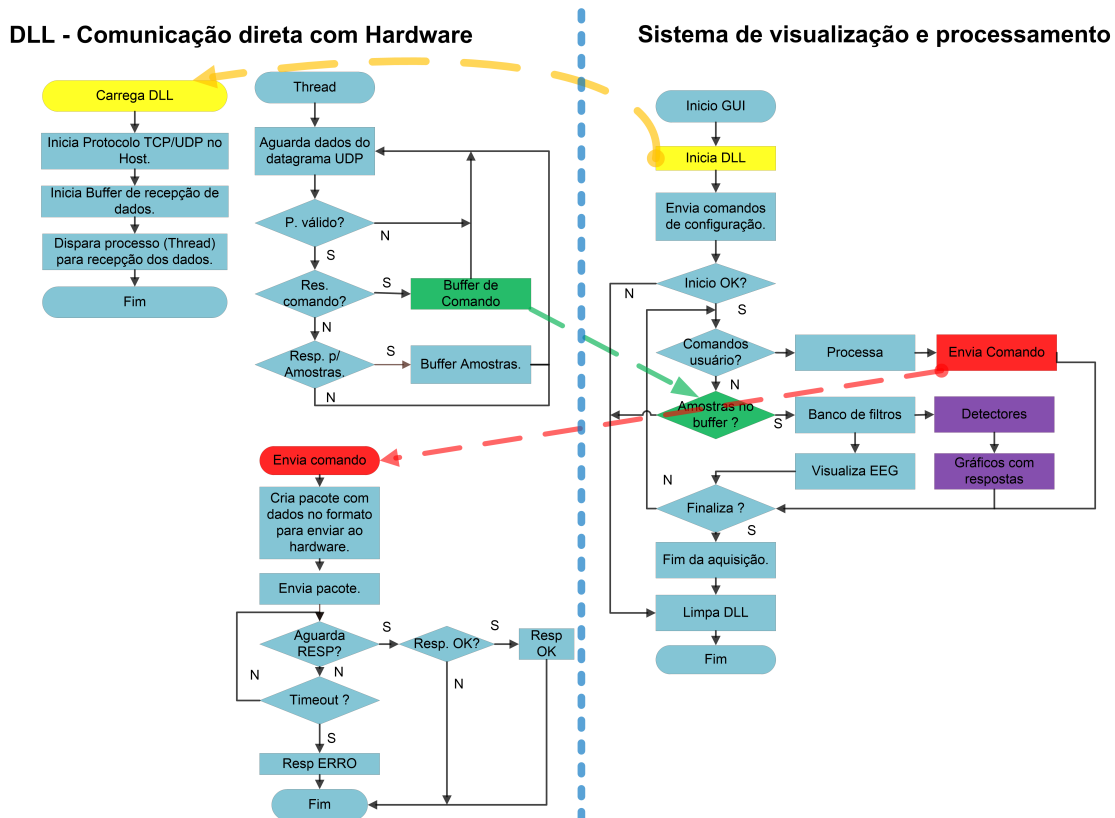 DLL - Comunicação direta com Hardware
Sistema de visualização e processamento
Carrega DLL
Inicia Protocolo TCP/UDP no
Host.
Inicia Buffer de recepção de
dados.
Dispara processo (Thread)
para recepção dos dados.
Fim
Thread
Aguarda dados do
datagrama UDP
P. válido?
N
S
Res.
comando?
S
Buffer de
Comando
N
Resp. p/
Amostras.
S
Buffer Amostras.
N
Envia comando
Cria pacote com
dados no formato
para enviar ao
hardware.
Envia pacote.
Aguarda
RESP?
S
Resp. OK?
S
Resp
OK
N
N
N
Timeout ?
S
Resp ERRO
Fim
Inicio GUI
Inicia DLL
Envia comandos
de configuração.
Inicio OK?
N
S
Comandos
usuário?
Processa
Envia Comando
N
Amostras no
buffer ?
S
Banco de filtros
Detectores
Visualiza EEG
Gráficos com
respostas
N
Finaliza ?
S
Fim da aquisição.
Limpa DLL
Fim